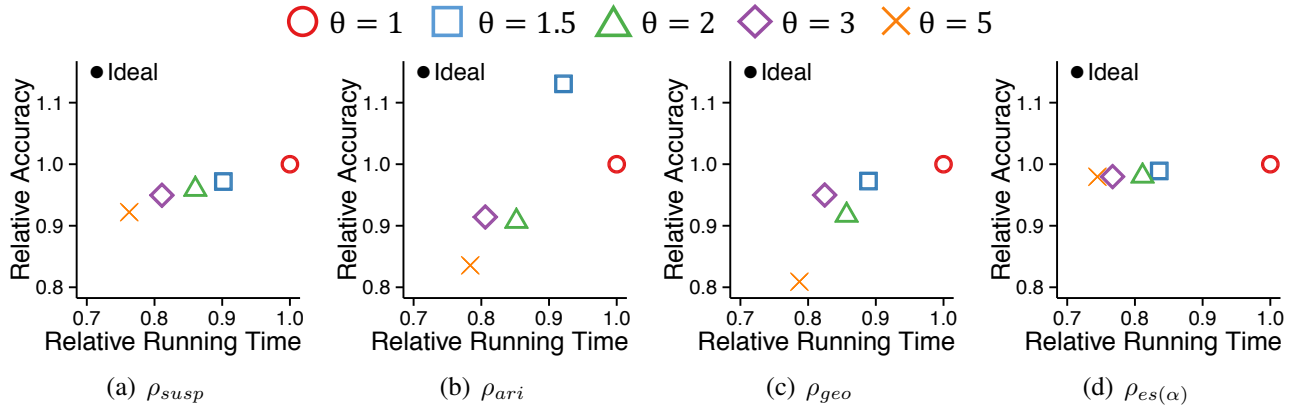 θ = 1 θ = 1.5 θ = 2 θ = 3 θ = 5
Relative Accuracy
1.1
1.0
0.9
0.8
Ideal
0.7 0.8 0.9 1.0
Relative Running Time
(a) ρsusp
Relative Accuracy
1.1
1.0
0.9
0.8
Ideal
0.7 0.8 0.9 1.0
Relative Running Time
(b) ρari
Relative Accuracy
1.1
1.0
0.9
0.8
Ideal
0.7 0.8 0.9 1.0
Relative Running Time
(c) ρgeo
Relative Accuracy
1.1
1.0
0.9
0.8
Ideal
0.7 0.8 0.9 1.0
Relative Running Time
(d) ρes(α)